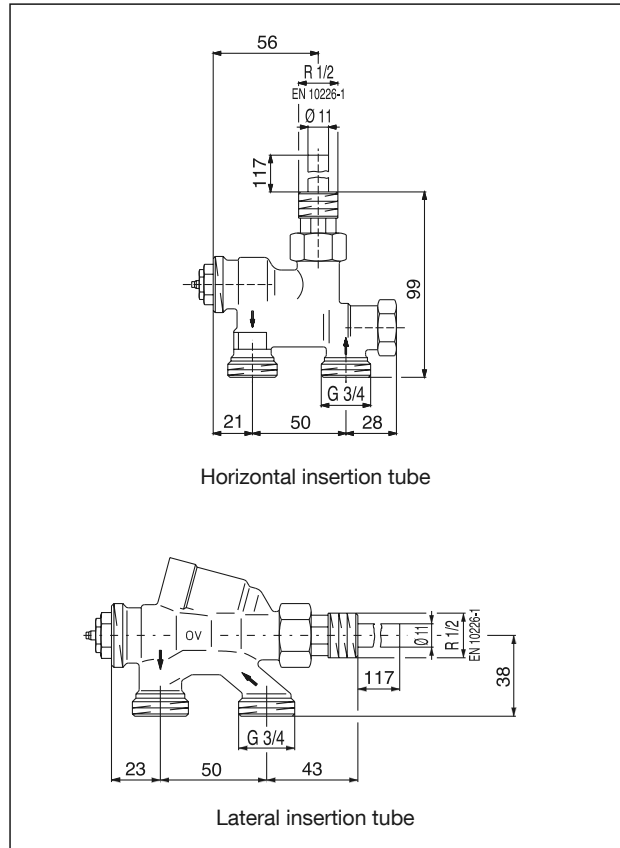 56
R 1/2
EN 10226-1
Ø 11
117
99
G 3/4
21 50 28
Horizontal insertion tube
OV
Ø 11
R 1/2
EN 10226-1
117
38
G 3/4
23 50 43
Lateral insertion tube